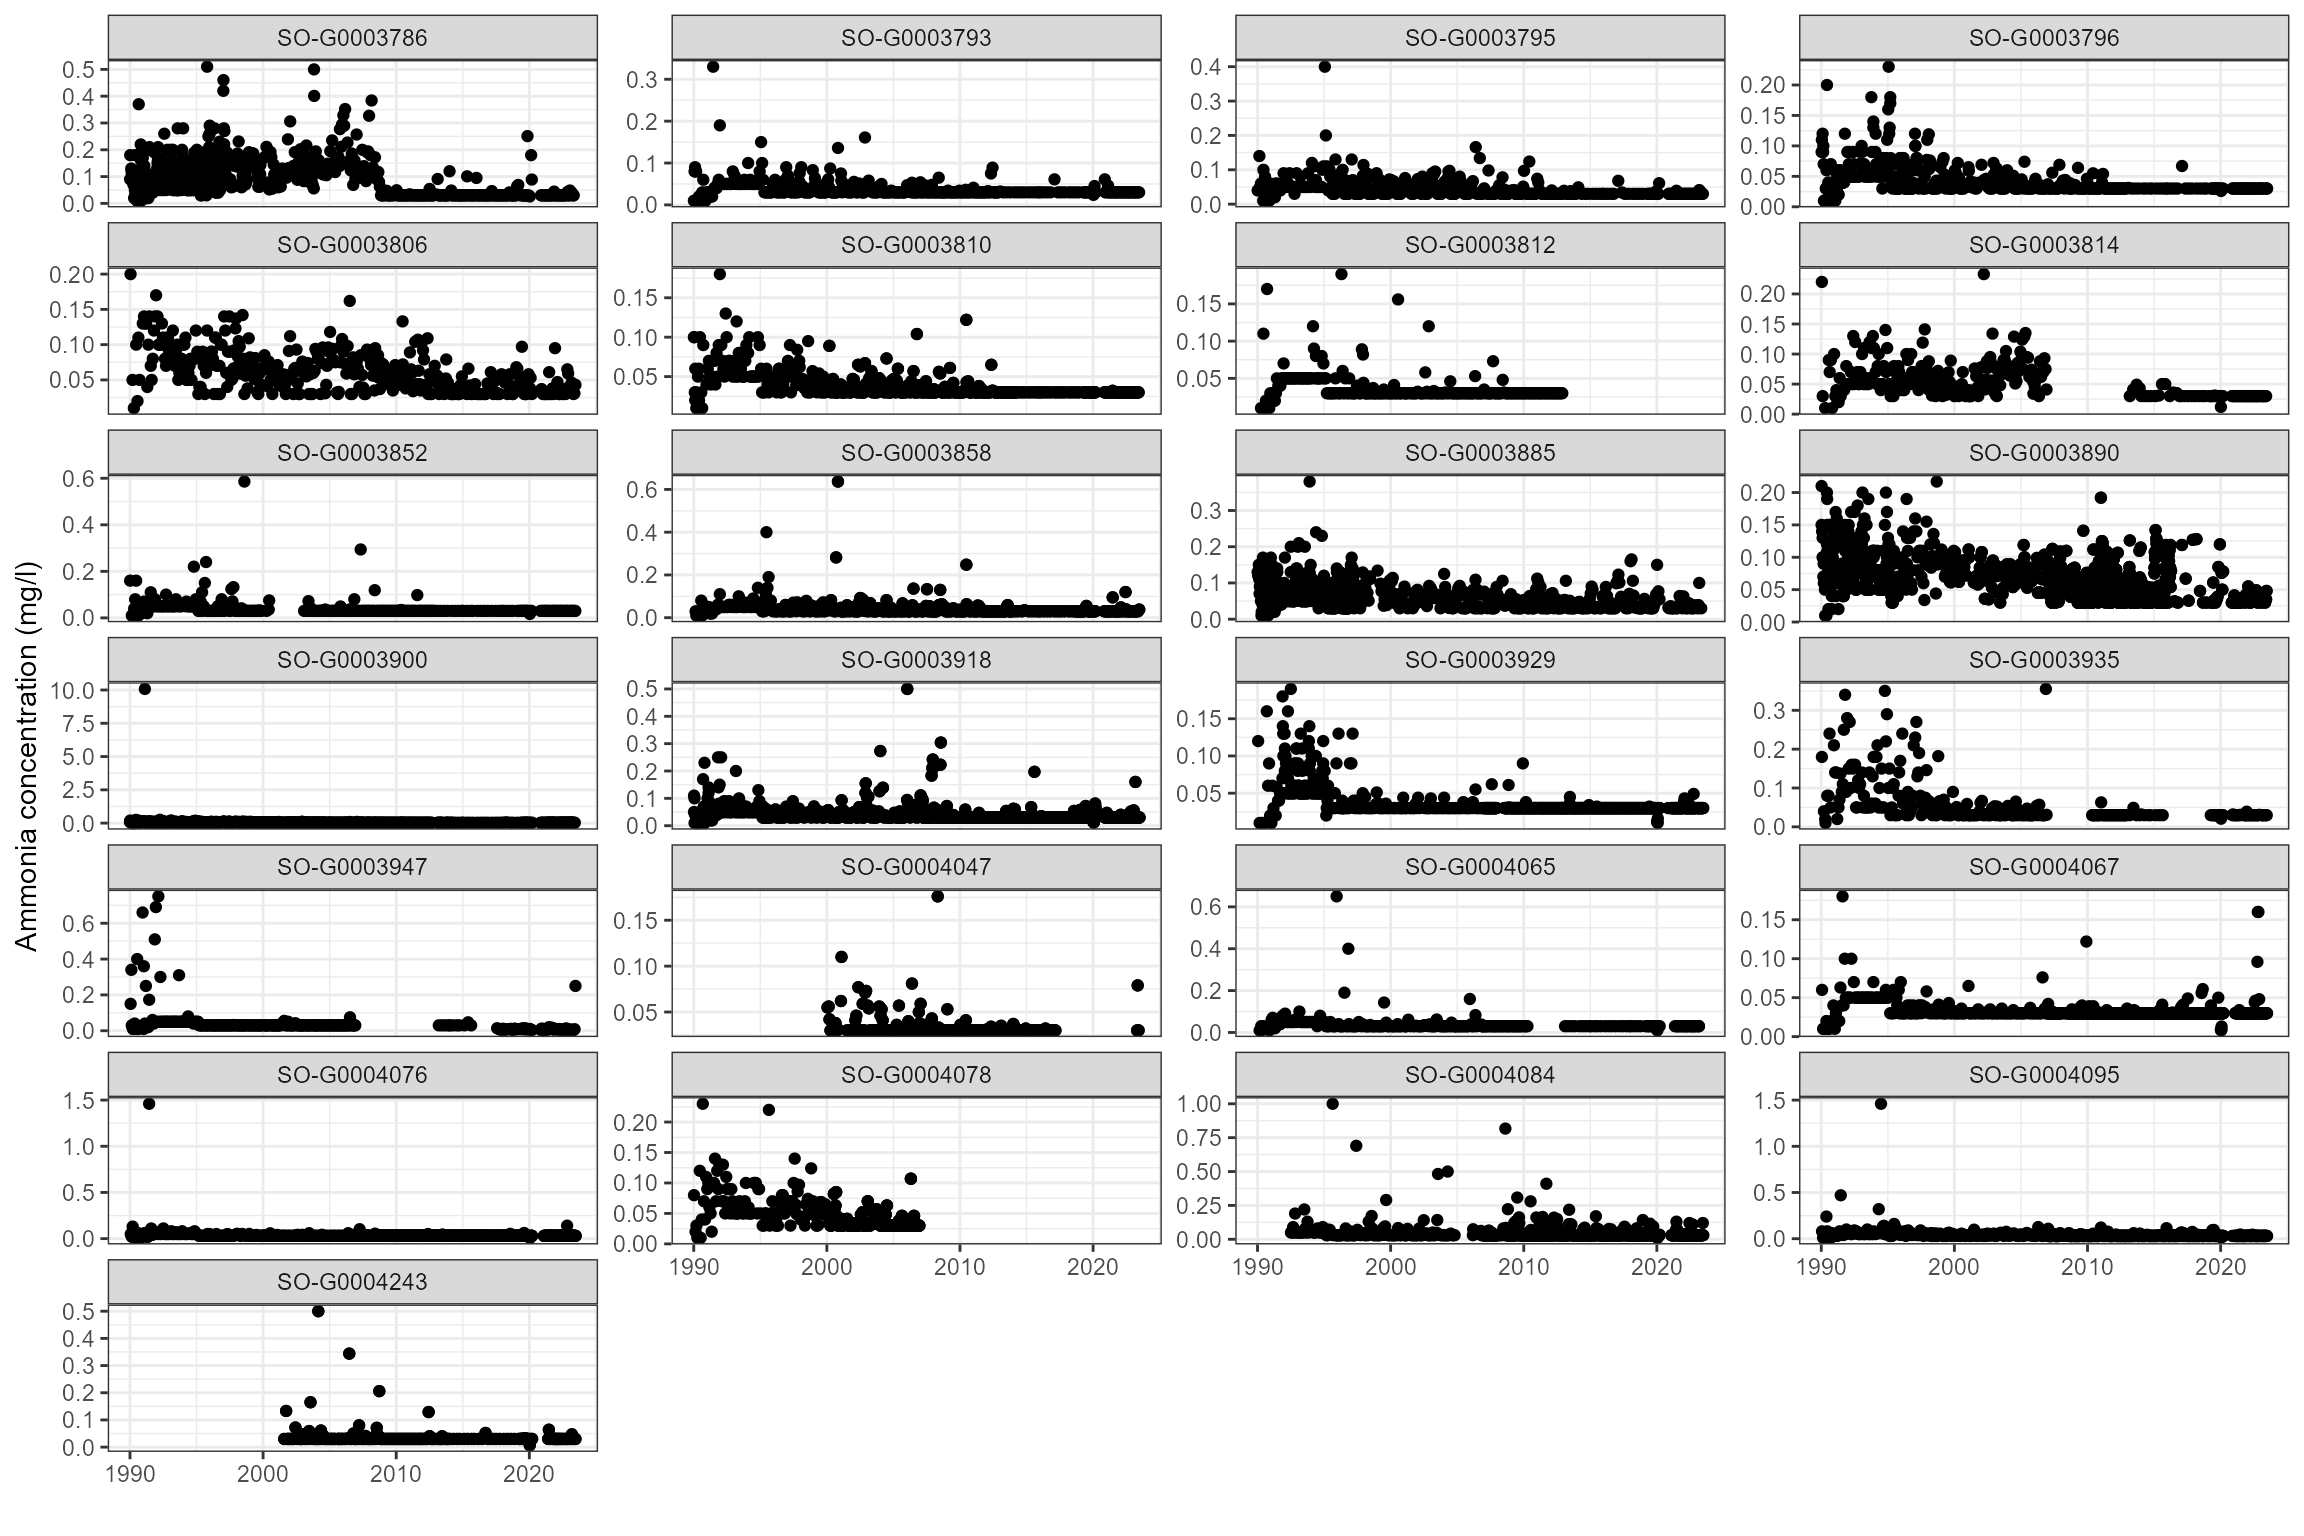 SO-G0003786 SO-G0003793 SO-G0003795 SO-G0003796
0.5 0.4 0.3 0.2 0.1 0.0
0.3 0.2 0.1 0.0
0.4 0.3 0.2 0.1 0.0
0.20 0.15 0.10 0.05 0.00
SO-G0003806 SO-G0003810 SO-G0003812 SO-G0003814
0.20 0.15 0.10 0.05
0.15 0.10 0.05
0.15 0.10 0.05
0.20 0.15 0.10 0.05 0.00
SO-G0003852 SO-G0003858 SO-G0003885 SO-G0003890
0.6 0.4 0.2 0.0
0.6 0.4 0.2 0.0
0.3 0.2 0.1 0.0
0.20 0.15 0.10 0.05 0.00
Ammonia concentration (mg/l)
SO-G0003900 SO-G0003918 SO-G0003929 SO-G0003935
10.0 7.5 5.0 2.5 0.0
0.5 0.4 0.3 0.2 0.1 0.0
0.15 0.10 0.05
0.3 0.2 0.1 0.0
SO-G0003947 SO-G0004047 SO-G0004065 SO-G0004067
0.6 0.4 0.2 0.0
0.15 0.10 0.05
0.6 0.4 0.2 0.0
0.15 0.10 0.05 0.00
SO-G0004076 SO-G0004078 SO-G0004084 SO-G0004095
1.5 1.0 0.5 0.0
0.20 0.15 0.10 0.05 0.00
1.00 0.75 0.50 0.25 0.00
1.5 1.0 0.5 0.0
1990 2000 2010 2020 1990 2000 2010 2020 1990 2000 2010 2020
SO-G0004243
0.5 0.4 0.3 0.2 0.1 0.0
1990 2000 2010 2020